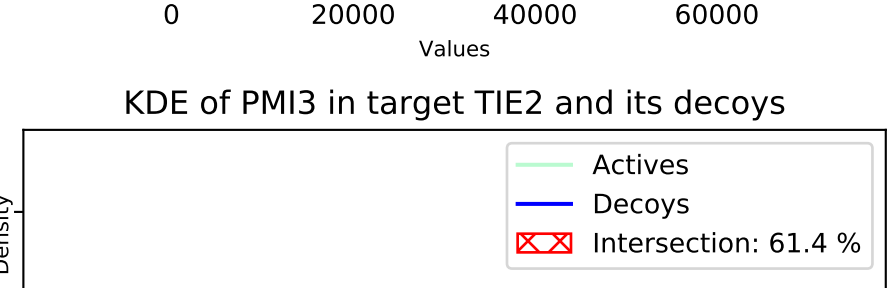 0 20000 40000 60000
Values
KDE of PMI3 in target TIE2 and its decoys
Density
Actives
Decoys
Intersection: 61.4 %